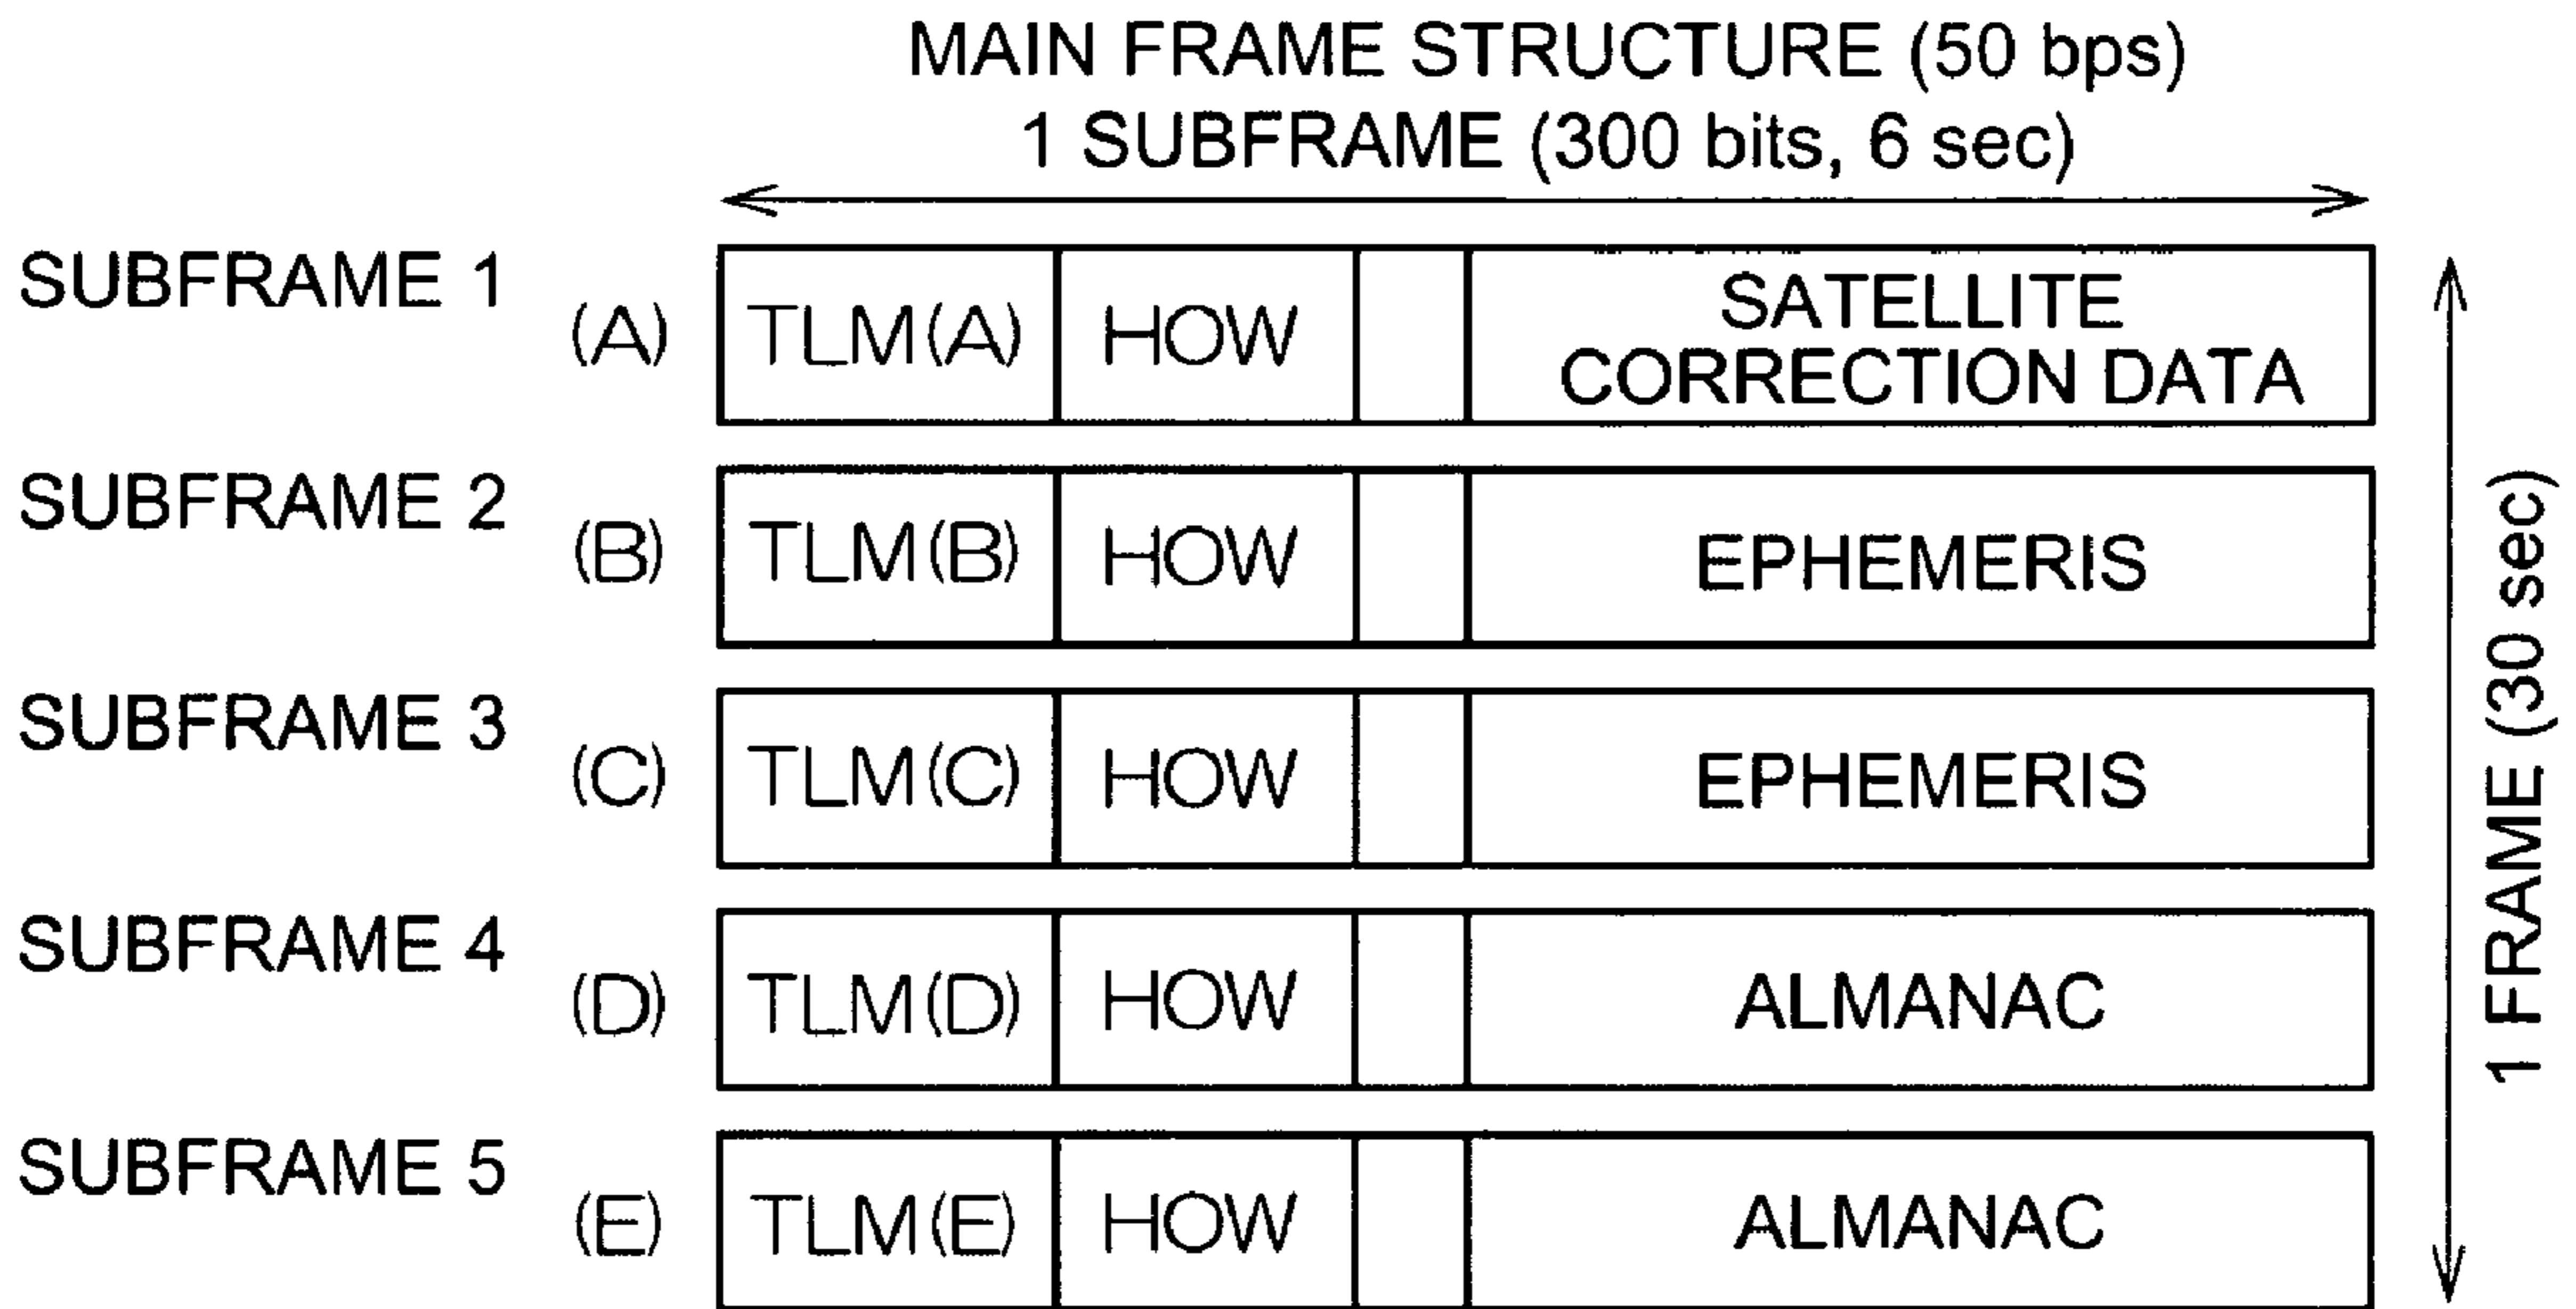 MAIN FRAME STRUCTURE (50 bps)
1 SUBFRAME (300 bits, 6 sec)
SUBFRAME 1
(A) TLM(A) HOW SATELLITE
CORRECTION DATA
SUBFRAME 2
(B) TLM(B) HOW EPHEMERIS
SUBFRAME 3
(C) TLM(C) HOW EPHEMERIS
SUBFRAME 4
(D) TLM(D) HOW ALMANAC
SUBFRAME 5
(E) TLM(E) HOW ALMANAC
1 FRAME (30 sec)